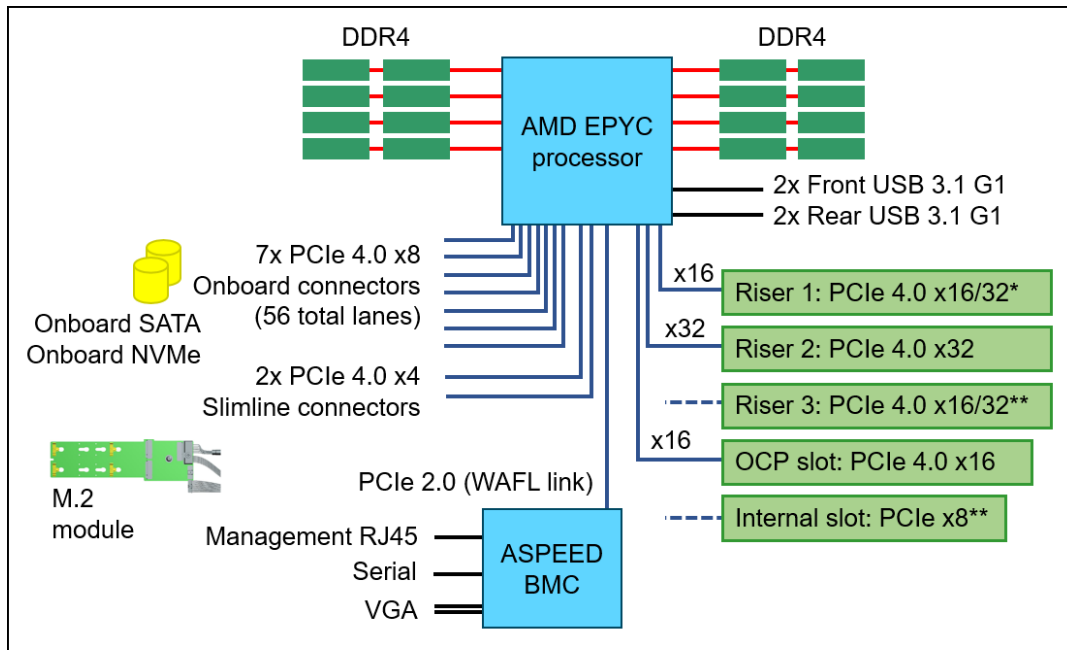 DDR4
DDR4
AMD EPYC
processor
2x Front USB 3.1 G1
2x Rear USB 3.1 G1
7x PCIe 4.0 x8
Onboard connectors
(56 total lanes)
Onboard SATA
Onboard NVMe
2x PCIe 4.0 x4
Slimline connectors
x16
Riser 1: PCIe 4.0 x16/32*
x32
Riser 2: PCIe 4.0 x32
Riser 3: PCIe 4.0 x16/32**
x16
OCP slot: PCIe 4.0 x16
Internal slot: PCIe x8**
M.2
module
PCIe 2.0 (WAFL link)
Management RJ45
Serial
VGA
ASPEED
BMC